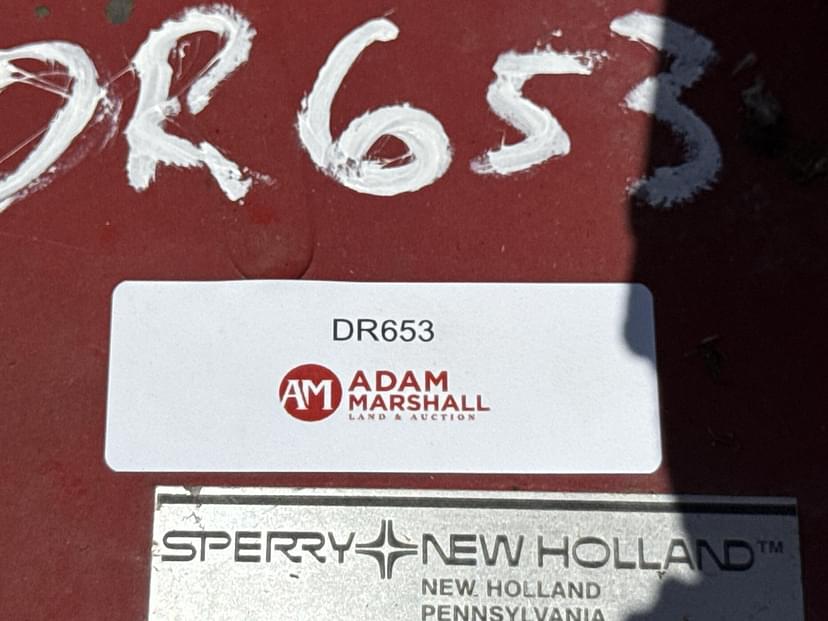 DR653
DR653
AM ADAM
MARSHALL
LAND & AUCTION
SPERRY NEW HOLLAND™
NEW HOLLAND
PENNSYLVANIA